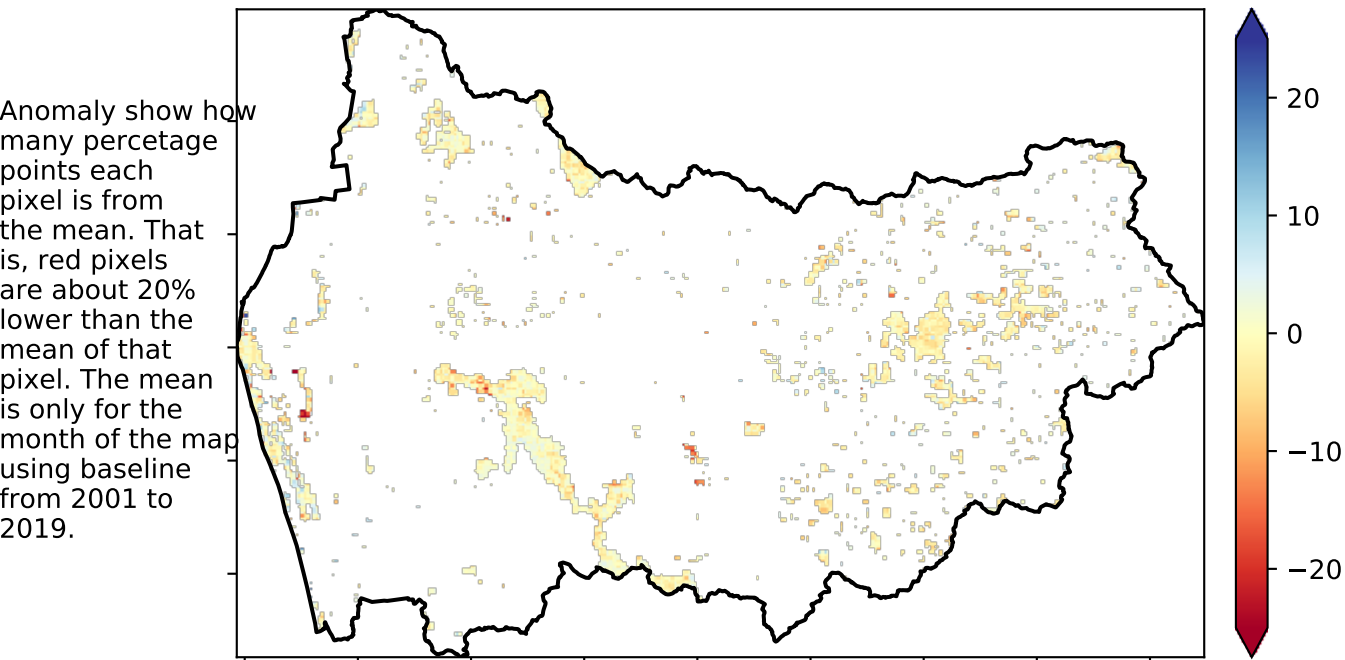 Anomaly show how
many percetage
points each
pixel is from
the mean. That
is, red pixels
are about 20%
lower than the
mean of that
pixel. The mean
is only for the
month of the map
using baseline
from 2001 to
2019.
20
10
0
−10
−20